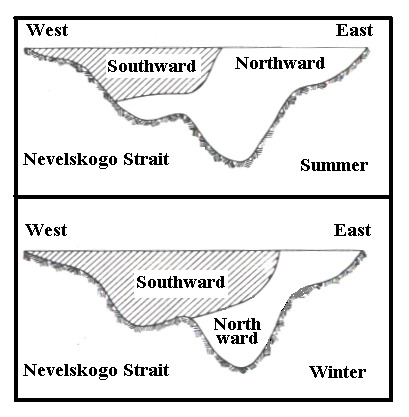 West East
Southward Northward
Nevelskogo Strait
Summer
West East
Southward
North
ward
Nevelskogo Strait Winter